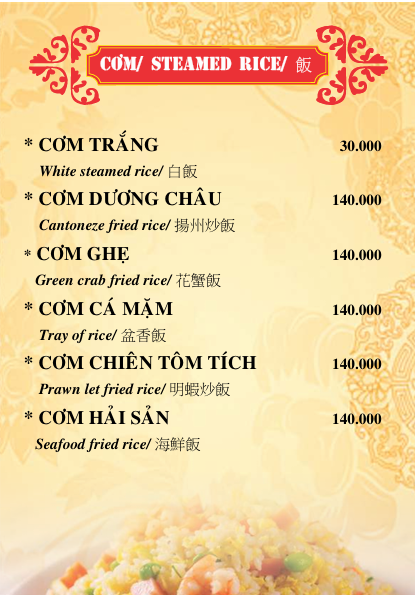 CƠM/ STEAMED RICE/ 飯
* CƠM TRẮNG 30.000
White steamed rice/ 白飯
* CƠM DƯƠNG CHÂU 140.000
Cantoneze fried rice/ 揚州炒飯
* CƠM GHẸ 140.000
Green crab fried rice/ 花蟹飯
* CƠM CÁ MẶM 140.000
Tray of rice/ 盆香飯
* CƠM CHIÊN TÔM TÍCH 140.000
Prawn let fried rice/ 明蝦炒飯
* CƠM HẢI SẢN 140.000
Seafood fried rice/ 海鮮飯